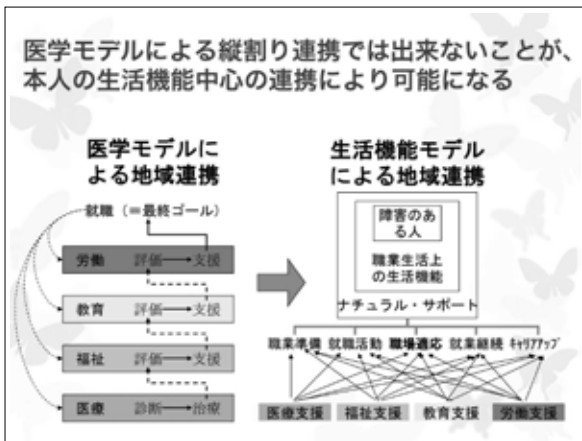 医学モデルによる縦割り連携では出来ないことが、
本人の生活機能中心の連携により可能になる
医学モデルに
よる地域連携
就職（＝最終ゴール）
労働 評価 支援
教育 評価 支援
福祉 評価 支援
医療 診断 治療
生活機能モデル
による地域連携
障害のあ
る人
職業生活上
の生活機能
ナチュラル・サポート
職業準備 就職活動 職場適応 就業継続 ｷｬﾘｱｱｯﾌﾟ
医療支援 福祉支援 教育支援 労働支援